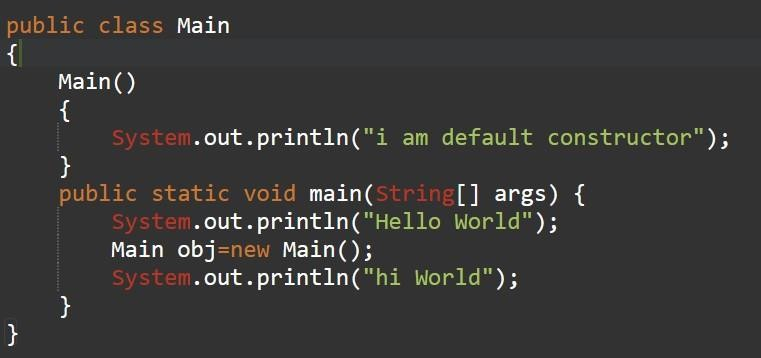 public class Main
{
    Main()
    {
        System.out.println("i am default constructor");
    }
    public static void main(String[] args) {
        System.out.println("Hello World");
        Main obj=new Main();
        System.out.println("hi World");
    }
}